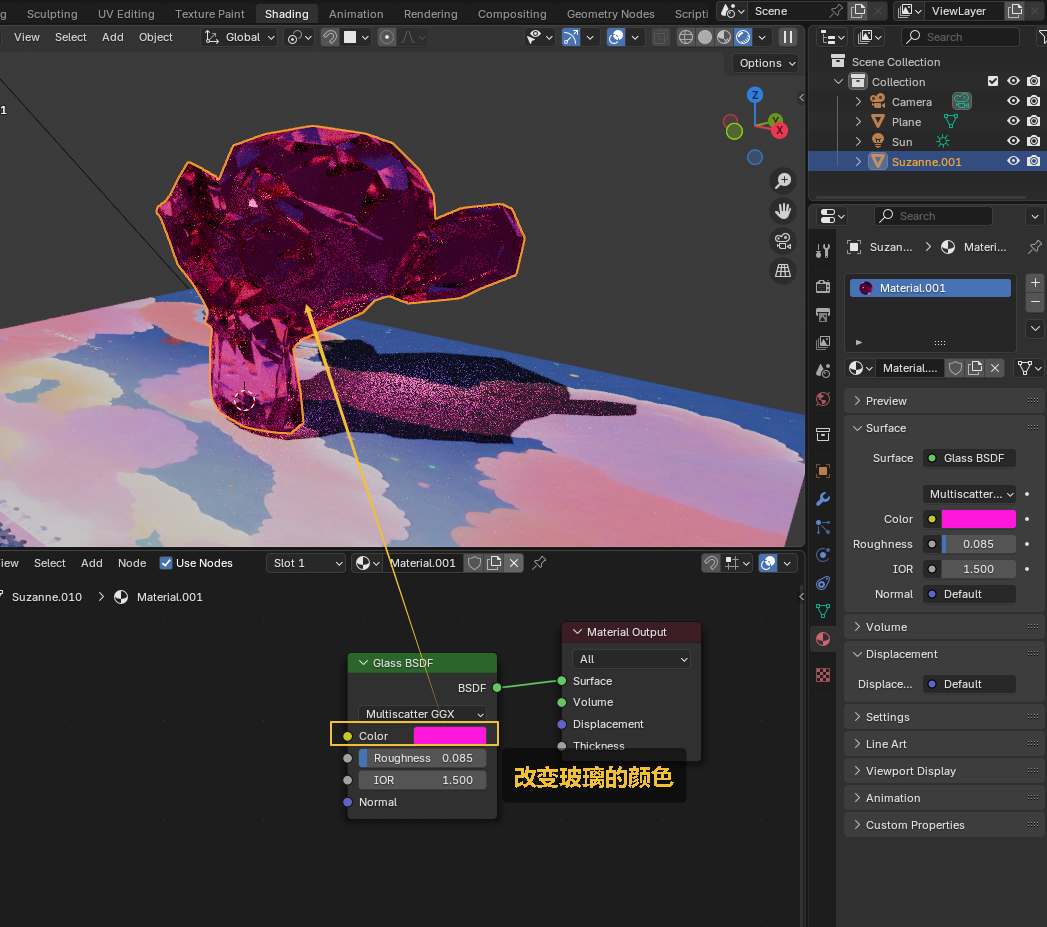 Sculpting UV Editing Texture Paint Shading Animation Rendering Compositing Geometry Nodes Scripti Scene ViewLayer
View Select Add Object Global
Search
Options
Scene Collection
Collection
Camera
Plane
Sun
Suzanne.001
Z
Y
X
1
Search
Suzan... Materi...
Material.001
Material....
Preview
Surface
Surface Glass BSDF
Multiscatter...
Color
Roughness 0.085
IOR 1.500
Normal Default
Volume
Displacement
Displace... Default
Settings
Line Art
Viewport Display
Animation
Custom Properties
iew Select Add Node Use Nodes Slot 1 Material.001
Suzanne.010 Material.001
Glass BSDF
BSDF
Multiscatter GGX
Color
Roughness 0.085
IOR 1.500
Normal
Material Output
All
Surface
Volume
Displacement
Thickness
改变玻璃的颜色